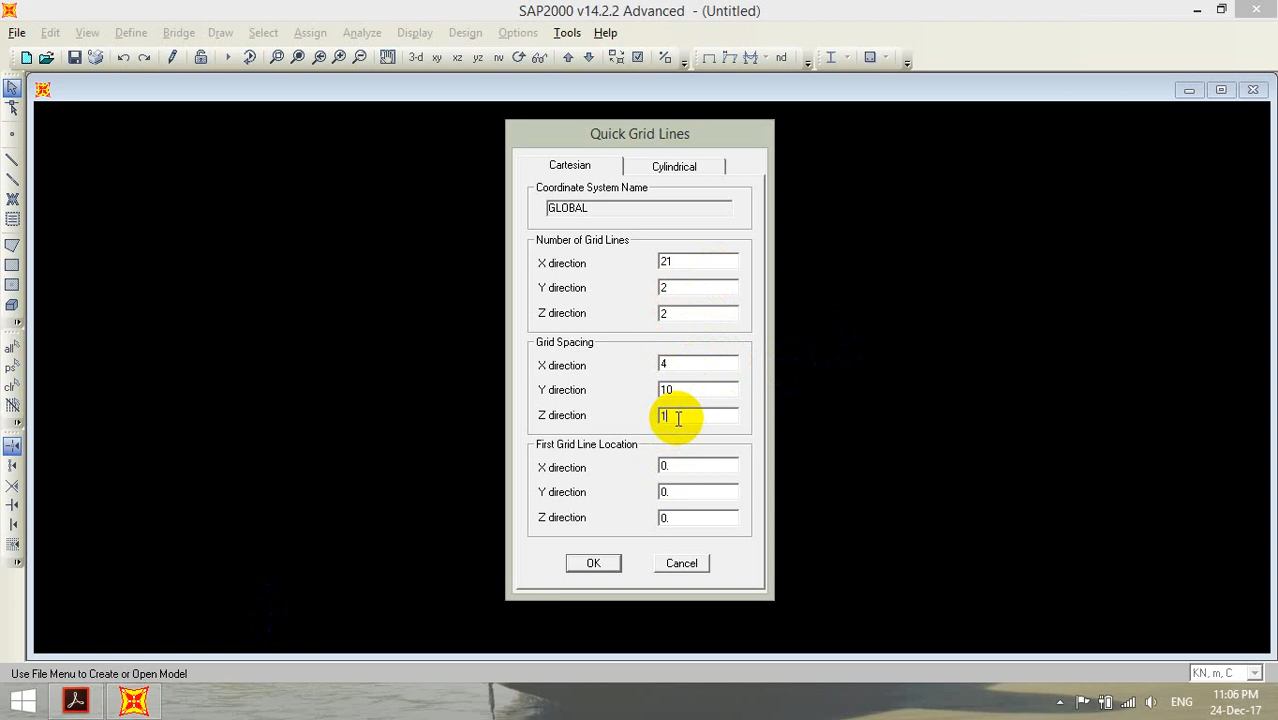 SAP2000 v14.2.2 Advanced - (Untitled)
File Edit View Define Bridge Draw Select Assign Analyze Display Design Options Tools Help
3-d xy xz yz nv nd
all
ps
clr
Quick Grid Lines
Cartesian Cylindrical
Coordinate System Name
GLOBAL
Number of Grid Lines
X direction 21
Y direction 2
Z direction 2
Grid Spacing
X direction 4
Y direction 10
Z direction 1
First Grid Line Location
X direction 0.
Y direction 0.
Z direction 0.
OK Cancel
Use File Menu to Create or Open Model KN, m, C
ENG
11:06 PM
24-Dec-17